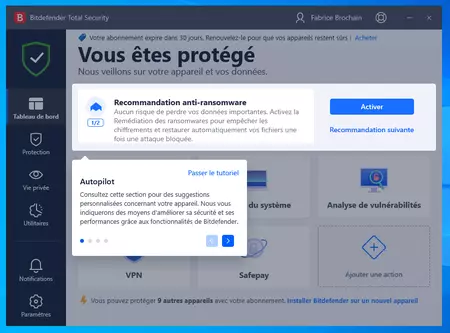 B Bitdefender Total Security
Fabrice Brochain
Votre abonnement expire dans 30 jours. Renouvelez-le pour que vos appareils restent sûrs ! Acheter
Vous êtes protégé
Nous veillons sur votre appareil et vos données.
Tableau de bord
Protection
Vie privée
Utilitaires
Notifications
Paramètres
Recommandation anti-ransomware
Aucun risque de perdre vos données importantes. Activez la
Remédiation des ransomwares pour empêcher les
chiffrements et restaurer automatiquement vos fichiers une
fois une attaque bloquée.
1/2
Activer
Recommandation suivante
Passer le tutoriel
Autopilot
Consultez cette section pour des suggestions
personnalisées concernant votre appareil. Nous vous
indiquerons des moyens d'améliorer sa sécurité et ses
performances grâce aux fonctionnalités de Bitdefender.
du système
Analyse de vulnérabilités
VPN
Safepay
Ajouter une action
Vous pouvez protéger 9 autres appareils avec votre abonnement. Installer Bitdefender sur un nouvel appareil